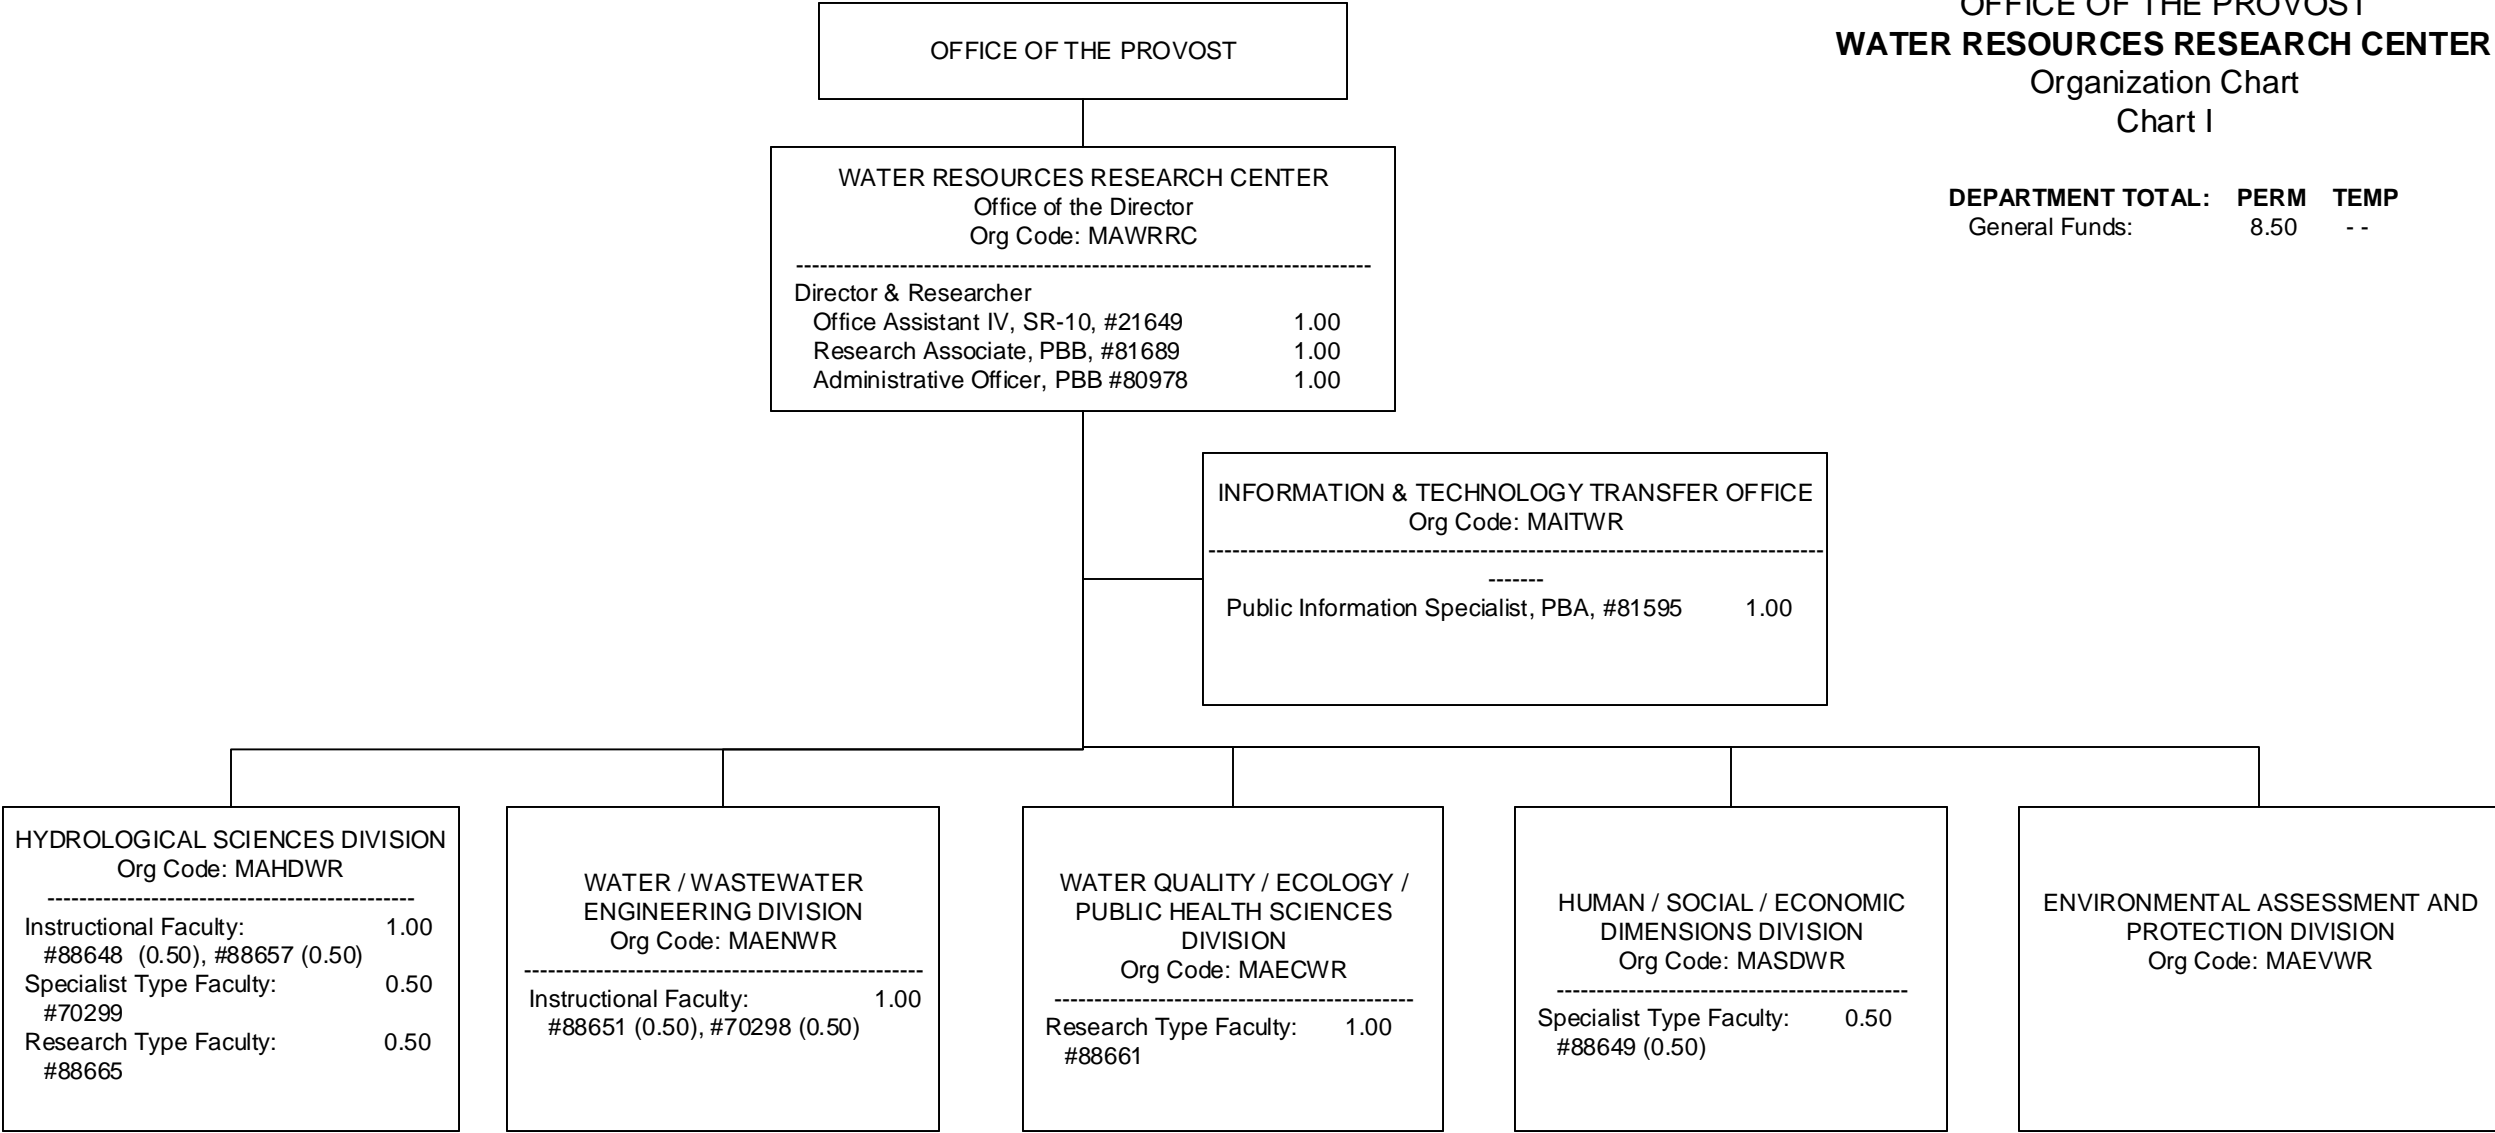 OFFICE OF THE PROVOST
WATER RESOURCES RESEARCH CENTER
Organization Chart
Chart I
DEPARTMENT TOTAL: PERM TEMP
General Funds: 8.50 - -
OFFICE OF THE PROVOST
WATER RESOURCES RESEARCH CENTER
Office of the Director
Org Code: MAWRRC
------------------------------------------------------------------------
Director & Researcher
Office Assistant IV, SR-10, #21649 1.00
Research Associate, PBB, #81689 1.00
Administrative Officer, PBB #80978 1.00
INFORMATION & TECHNOLOGY TRANSFER OFFICE
Org Code: MAITWR
-----------------------------------------------------------------------------
-------
Public Information Specialist, PBA, #81595 1.00
HYDROLOGICAL SCIENCES DIVISION
Org Code: MAHDWR
----------------------------------------------
Instructional Faculty: 1.00
#88648 (0.50), #88657 (0.50)
Specialist Type Faculty: 0.50
#70299
Research Type Faculty: 0.50
#88665
WATER / WASTEWATER
ENGINEERING DIVISION
Org Code: MAENWR
--------------------------------------------------
Instructional Faculty: 1.00
#88651 (0.50), #70298 (0.50)
WATER QUALITY / ECOLOGY /
PUBLIC HEALTH SCIENCES
DIVISION
Org Code: MAECWR
---------------------------------------------
Research Type Faculty: 1.00
#88661
HUMAN / SOCIAL / ECONOMIC
DIMENSIONS DIVISION
Org Code: MASDWR
--------------------------------------------
Specialist Type Faculty: 0.50
#88649 (0.50)
ENVIRONMENTAL ASSESSMENT AND
PROTECTION DIVISION
Org Code: MAEVWR